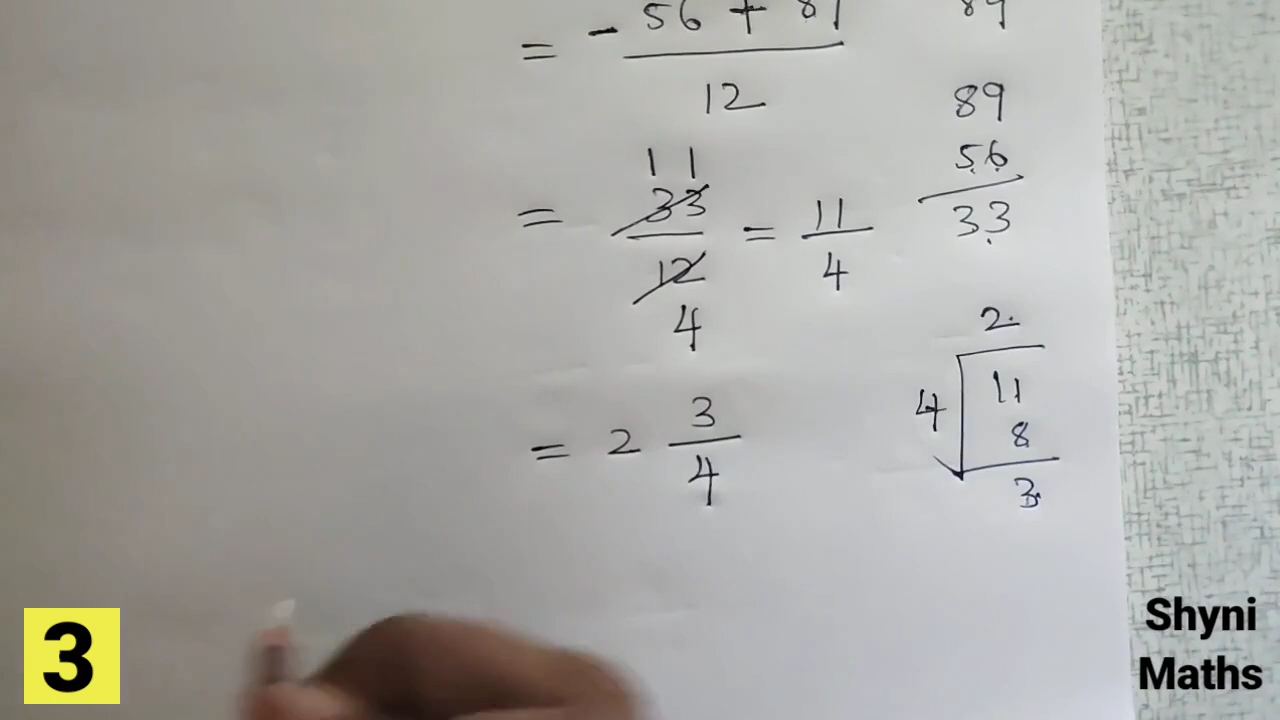 = - 56 + 89 / 12
89
89
56
33
= 33 / 12 = 11 / 4
11
4
= 2 3/4
2
4 11
8
3
3
Shyni
Maths